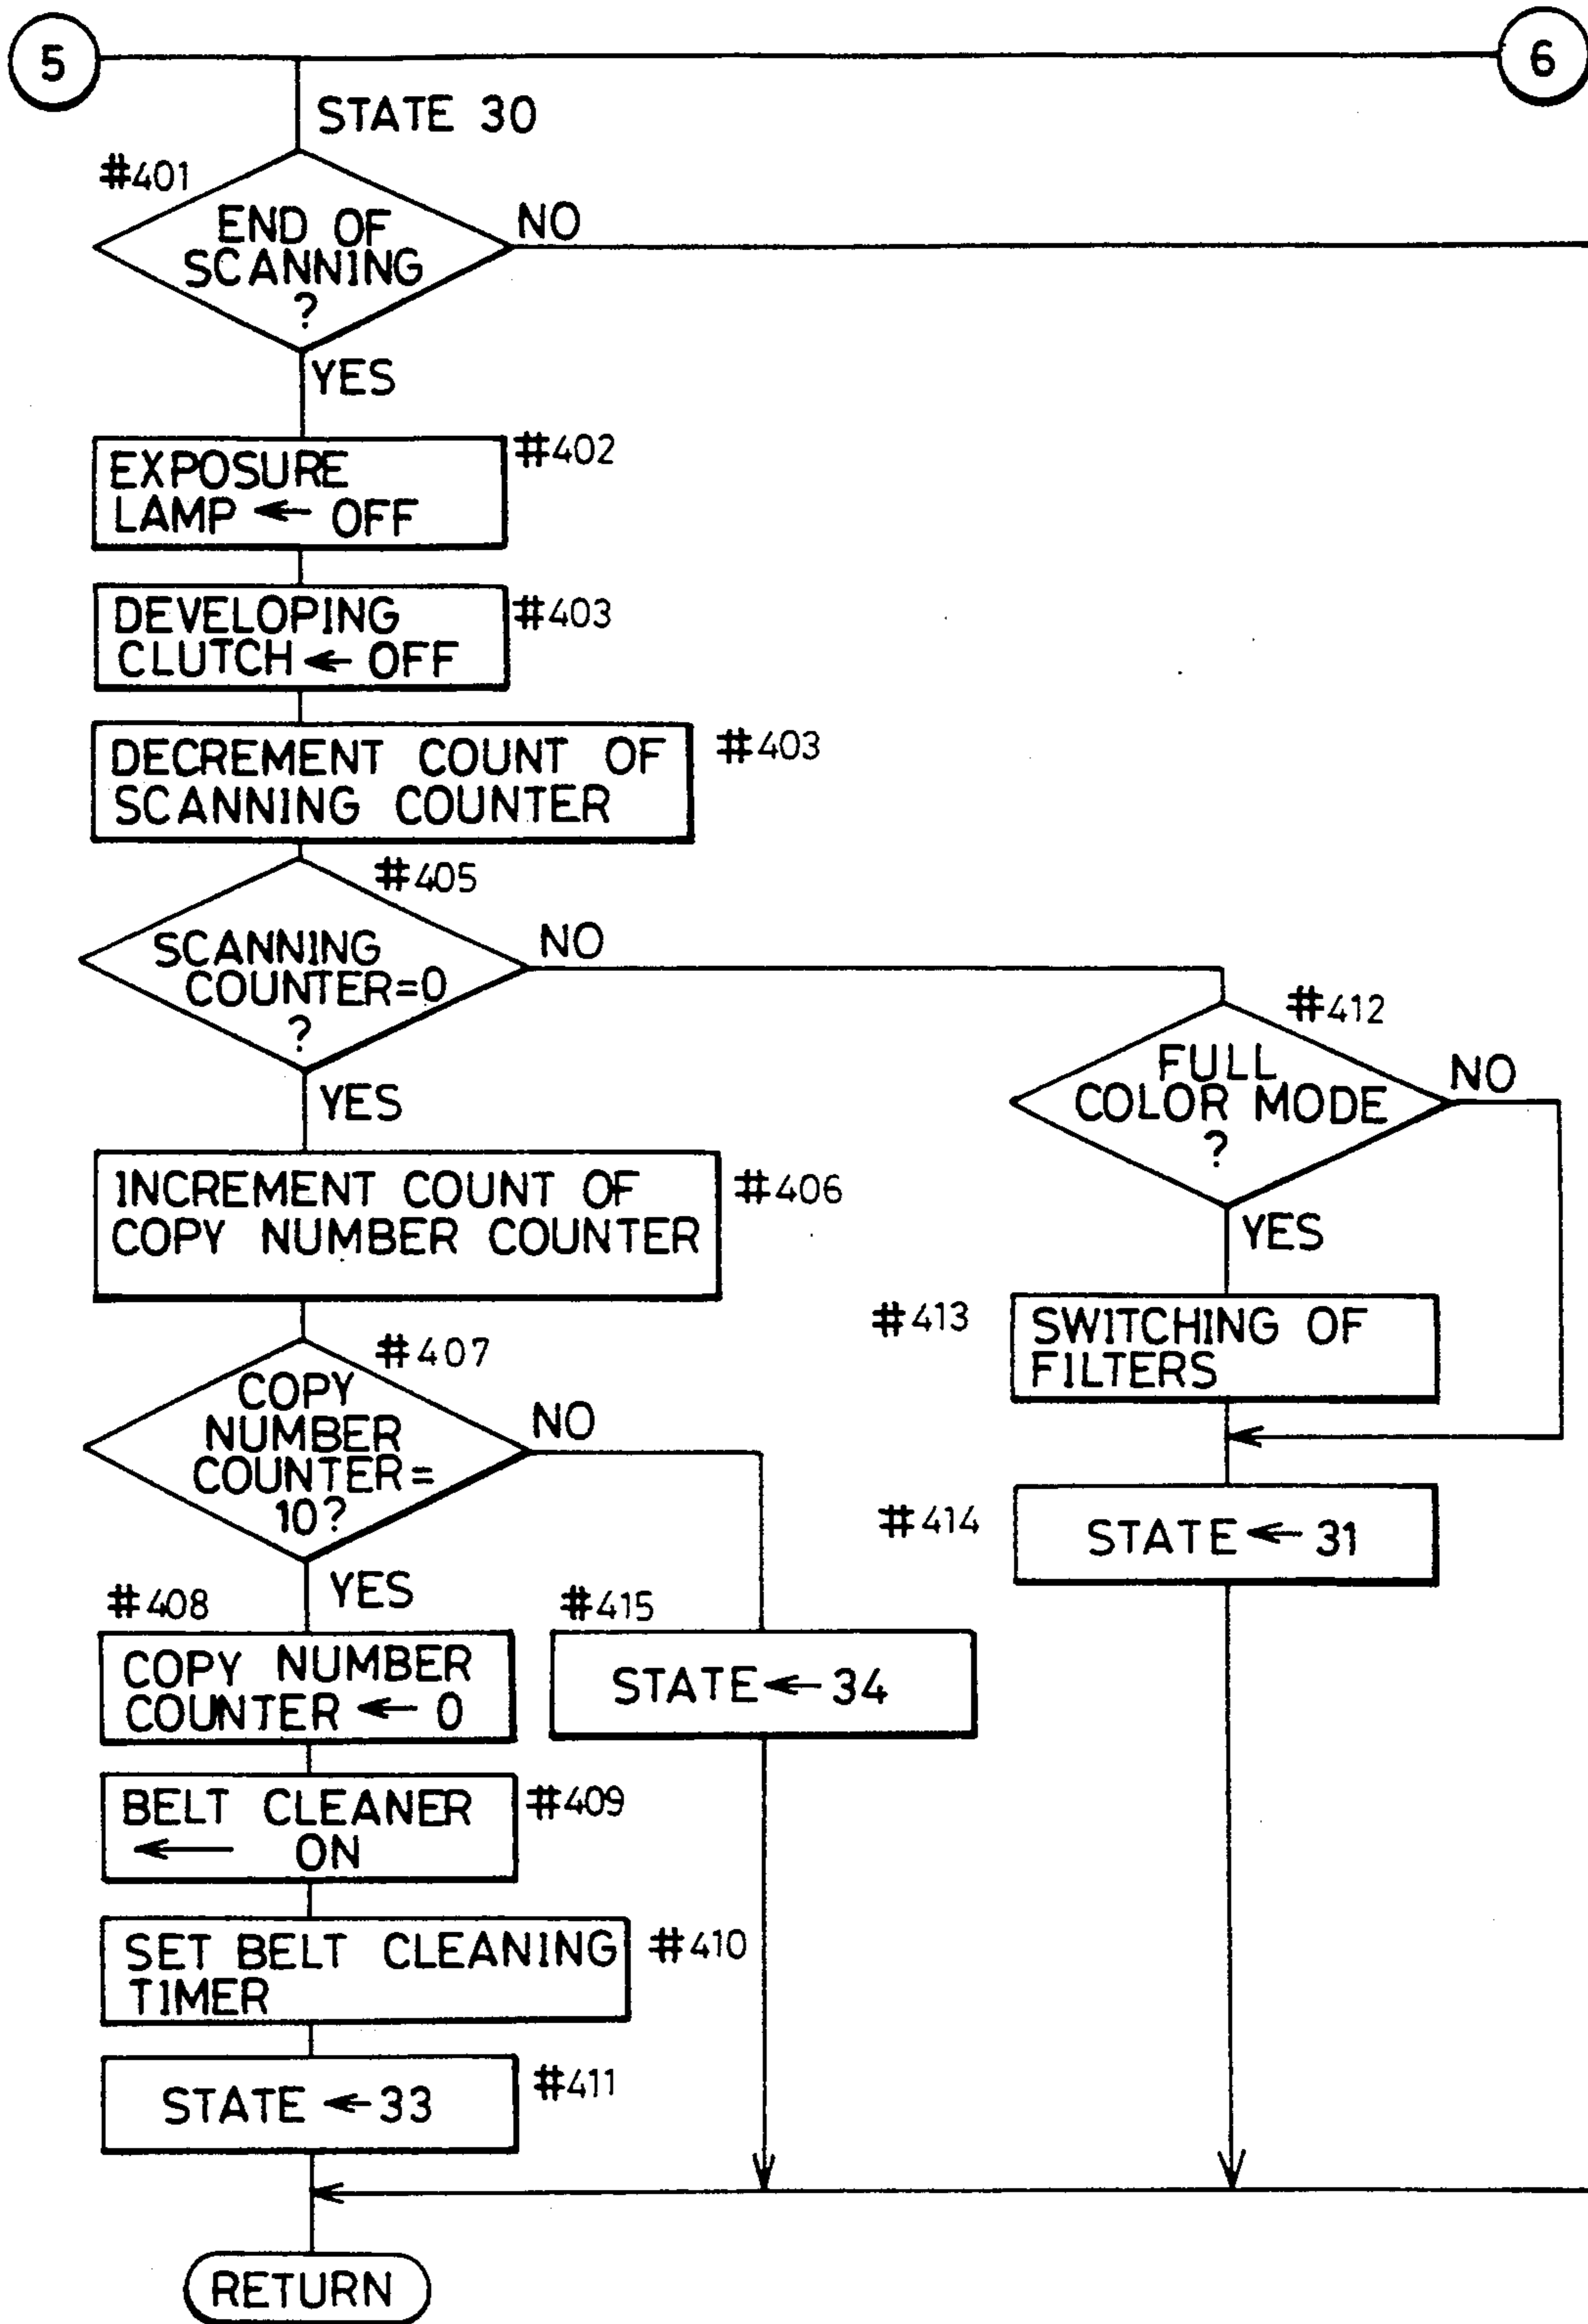 5
6
STATE 30
#401
END OF
SCANNING
?
NO
YES
EXPOSURE
LAMP ← OFF
#402
DEVELOPING
CLUTCH ← OFF
#403
DECREMENT COUNT OF
SCANNING COUNTER
#403
#405
SCANNING
COUNTER=0
?
NO
YES
#412
FULL
COLOR MODE
?
NO
YES
INCREMENT COUNT OF
COPY NUMBER COUNTER
#406
#413
SWITCHING OF
FILTERS
#407
COPY
NUMBER
COUNTER=
10?
NO
YES
#414
STATE ← 31
#408
COPY NUMBER
COUNTER ← 0
#415
STATE ← 34
BELT CLEANER
← ON
#409
SET BELT CLEANING
TIMER
#410
STATE ← 33
#411
RETURN